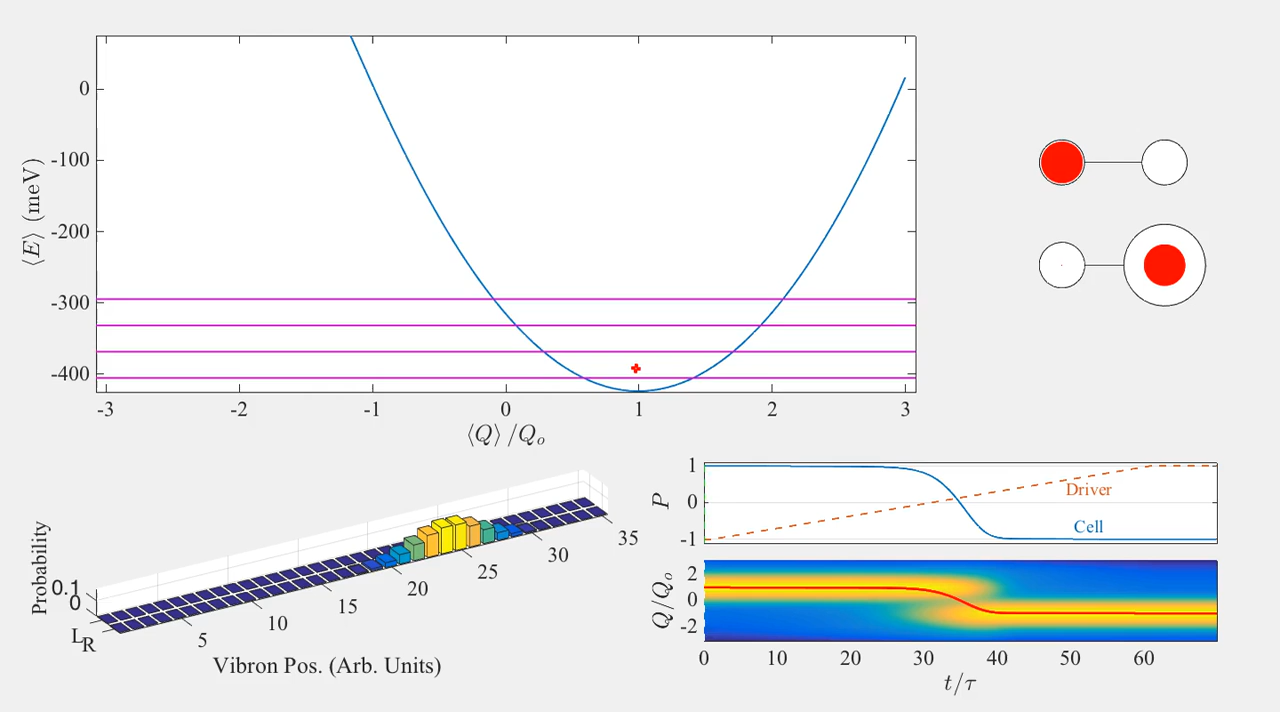 0
-100
-200
-300
-400
⟨E⟩ (meV)
-3 -2 -1 0 1 2 3
⟨Q⟩/Qo
Probability
0.1
0
L
R
5 10 15 20 25 30 35
Vibron Pos. (Arb. Units)
P
1
0
-1
Driver
Cell
Q/Qo
2
0
-2
0 10 20 30 40 50 60
t/τ